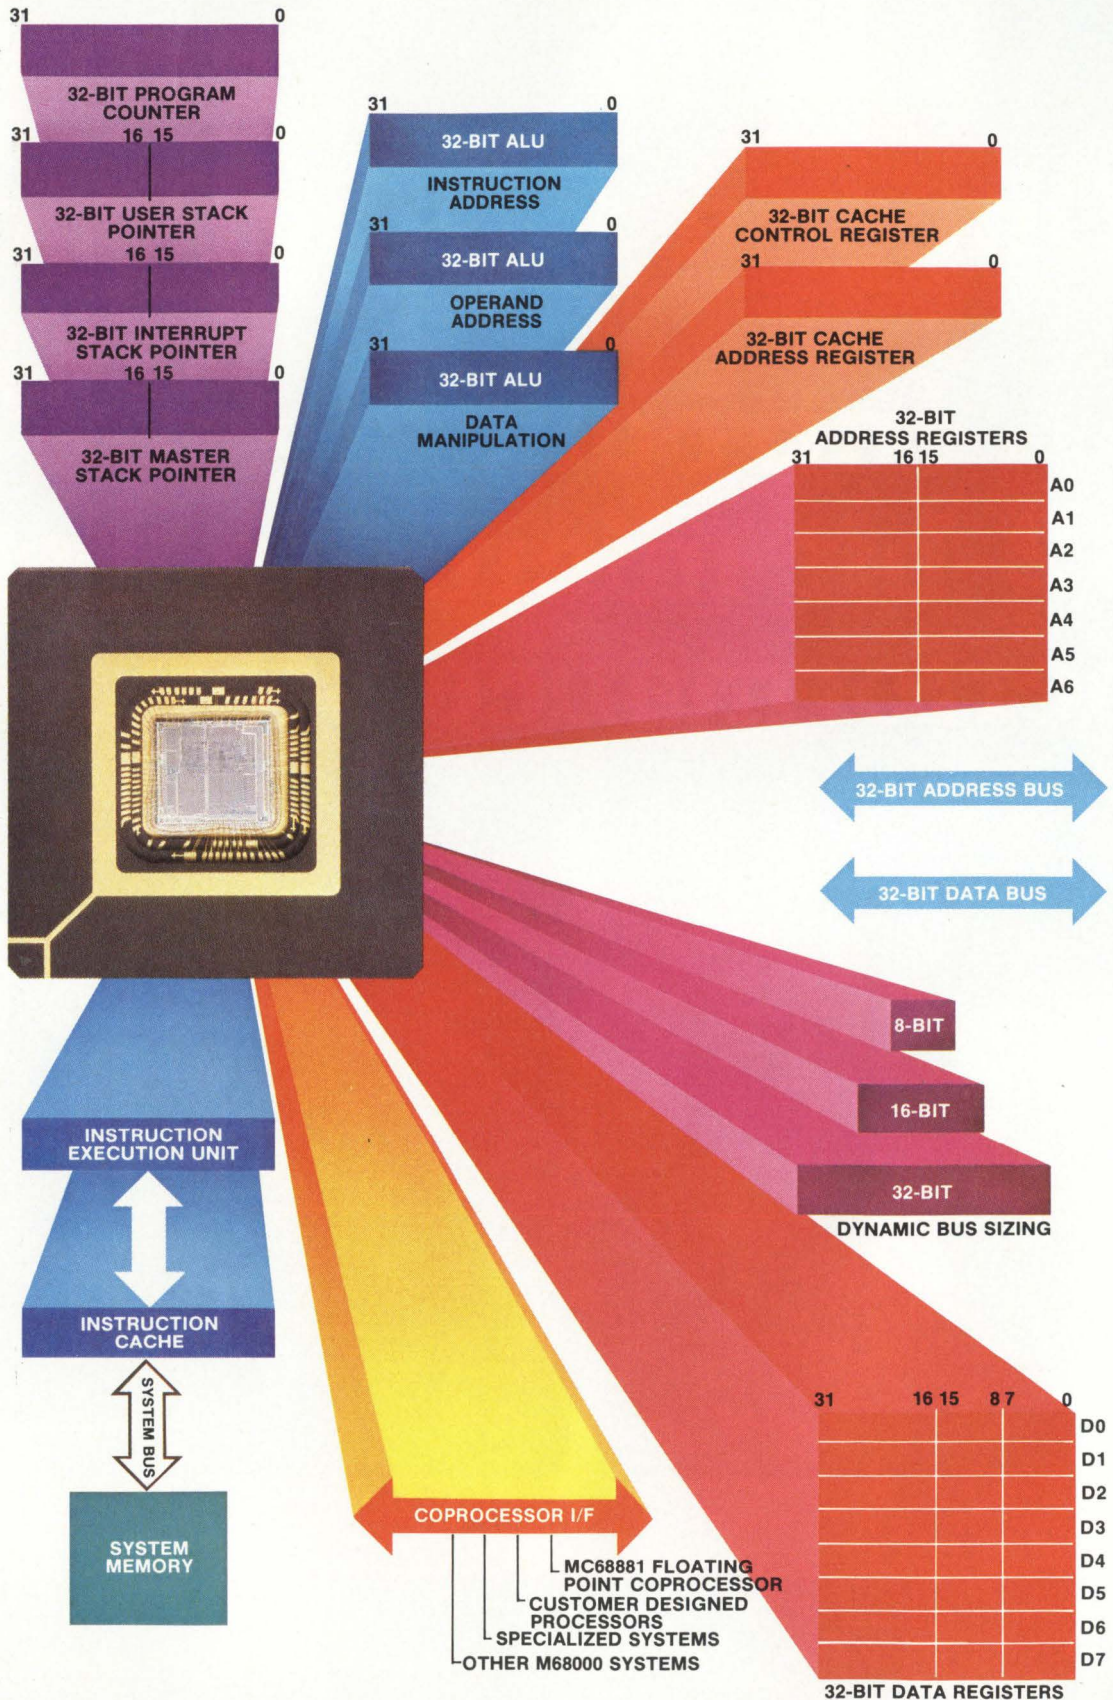 31 0
32-BIT PROGRAM
COUNTER
31 16 15 0
32-BIT USER STACK
POINTER
31 16 15 0
32-BIT INTERRUPT
STACK POINTER
31 16 15 0
32-BIT MASTER
STACK POINTER
31 0
32-BIT ALU
INSTRUCTION
ADDRESS
31 0
32-BIT ALU
OPERAND
ADDRESS
31 0
32-BIT ALU
DATA
MANIPULATION
31 0
32-BIT CACHE
CONTROL REGISTER
31 0
32-BIT CACHE
ADDRESS REGISTER
32-BIT
ADDRESS REGISTERS
31 16 15 0
A0
A1
A2
A3
A4
A5
A6
32-BIT ADDRESS BUS
32-BIT DATA BUS
8-BIT
16-BIT
32-BIT
DYNAMIC BUS SIZING
INSTRUCTION
EXECUTION UNIT
INSTRUCTION
CACHE
SYSTEM BUS
SYSTEM
MEMORY
COPROCESSOR I/F
MC68881 FLOATING
POINT COPROCESSOR
CUSTOMER DESIGNED
PROCESSORS
SPECIALIZED SYSTEMS
OTHER M68000 SYSTEMS
31 16 15 8 7 0
D0
D1
D2
D3
D4
D5
D6
D7
32-BIT DATA REGISTERS